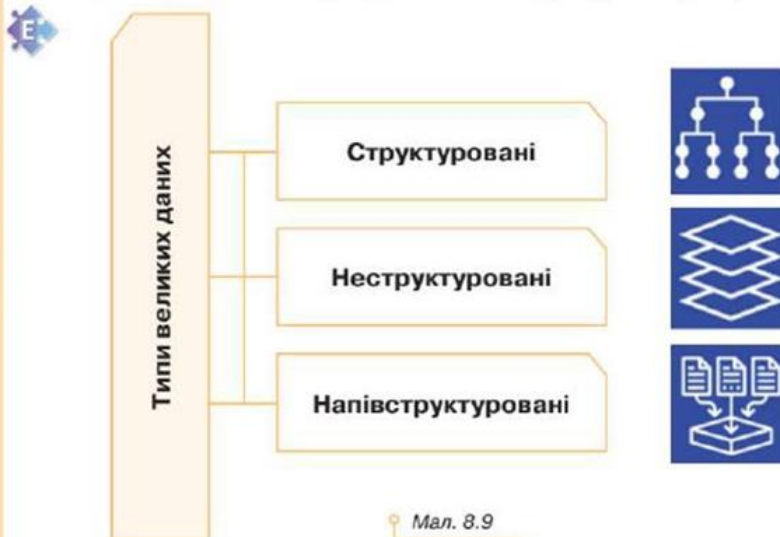 E
Типи великих даних
Структуровані
Неструктуровані
Напівструктуровані
Мал. 8.9